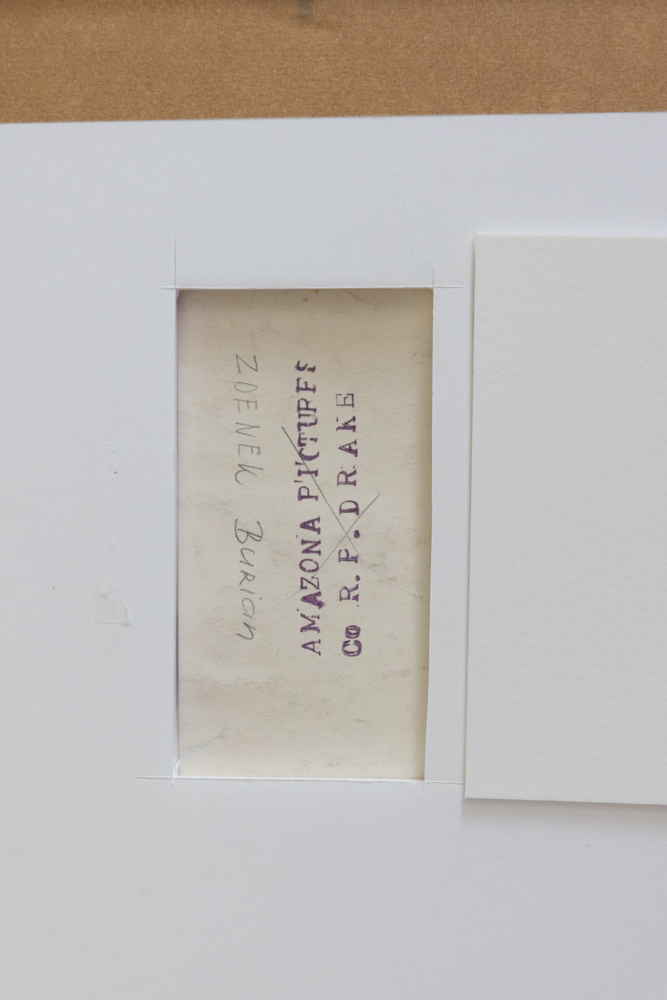 ZDENEK BURIAN
AMAZONA PICTURES
Co R. F. DRAKE